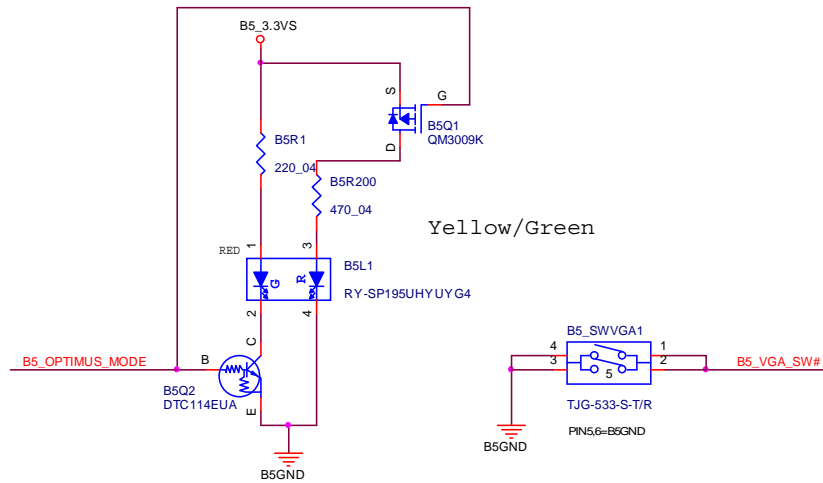 B5_3.3VS
S
G
B5Q1
QM3009K
D
B5R1
220_04
B5R200
470_04
Yellow/Green
RED
1
3
B5L1
G
R
RY-SP195UHYUYG4
2
4
B5_OPTIMUS_MODE
B
C
B5Q2
DTC114EUA
E
B5GND
B5_SWVGA1
4
1
3
2
5
B5_VGA_SW#
TJG-533-S-T/R
PIN5,6=B5GND
B5GND